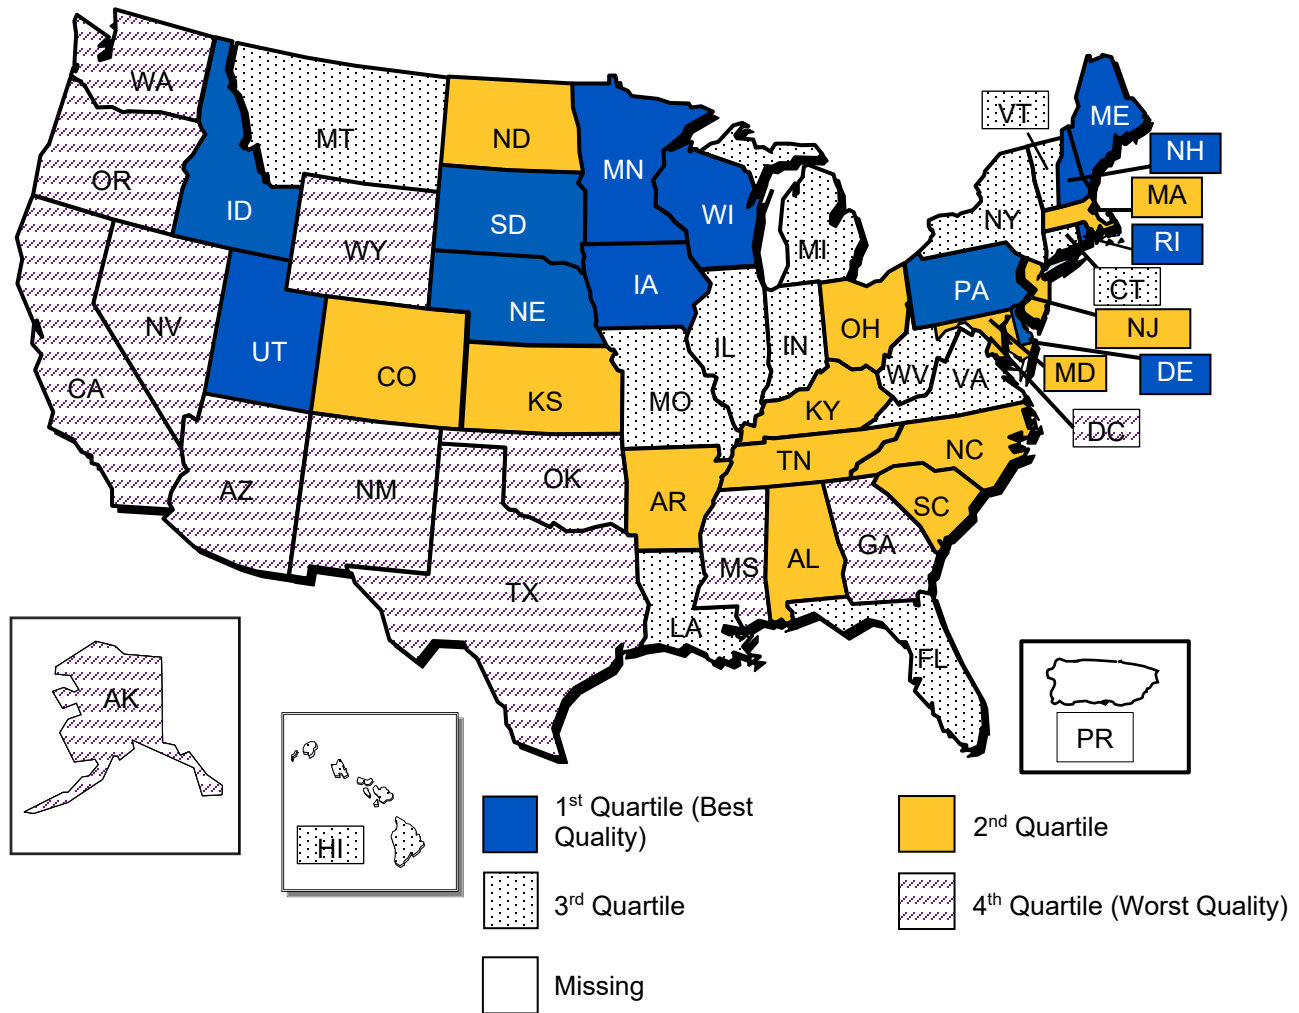 WA
MT
ND
MN
VT
ME
NH
OR
ID
SD
WI
MI
NY
MA
RI
WY
NE
IA
PA
CT
NV
UT
CO
KS
MO
IL
IN
OH
WV
VA
NJ
MD
DE
DC
CA
KY
AZ
NM
OK
AR
TN
NC
SC
TX
MS
AL
GA
LA
FL
AK
HI
PR
1st Quartile (Best
Quality)
2nd Quartile
3rd Quartile
4th Quartile (Worst Quality)
Missing